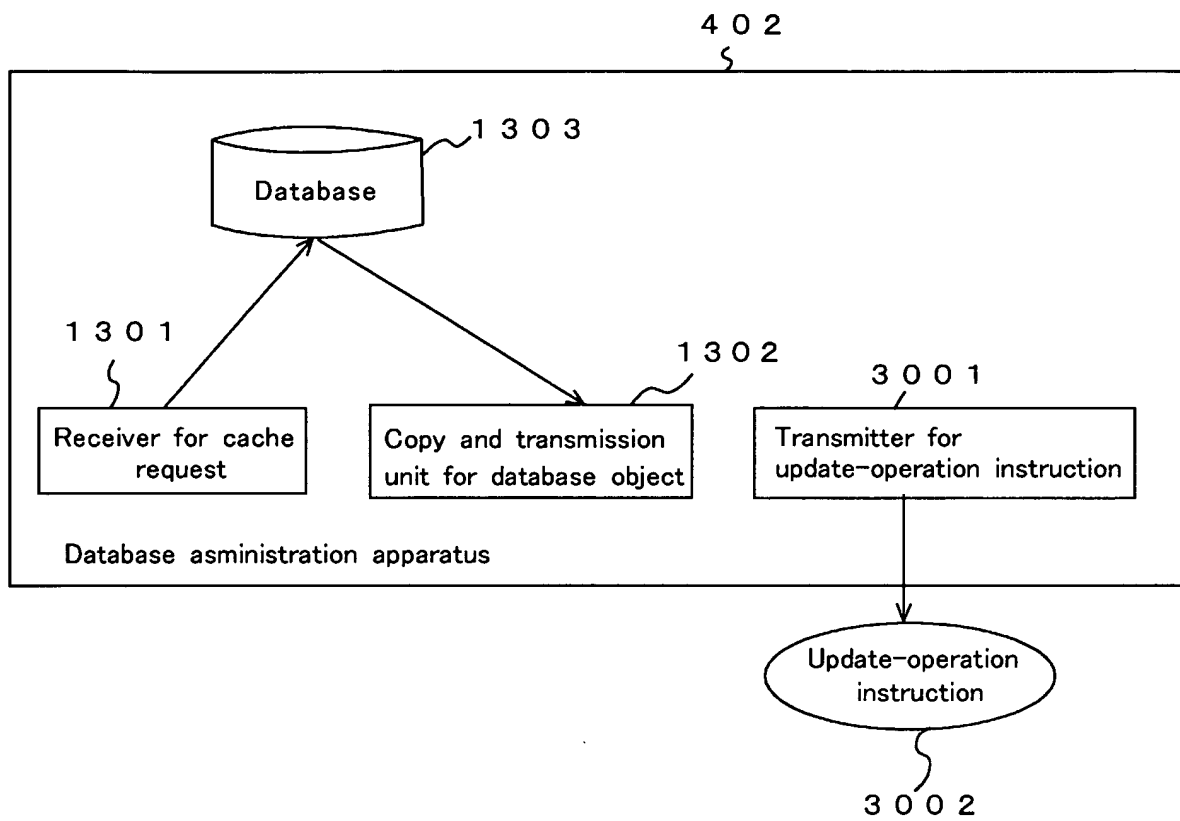 402
1303
Database
1301
1302
3001
Receiver for cache
request
Copy and transmission
unit for database object
Transmitter for
update-operation instruction
Database asministration apparatus
Update-operation
instruction
3002